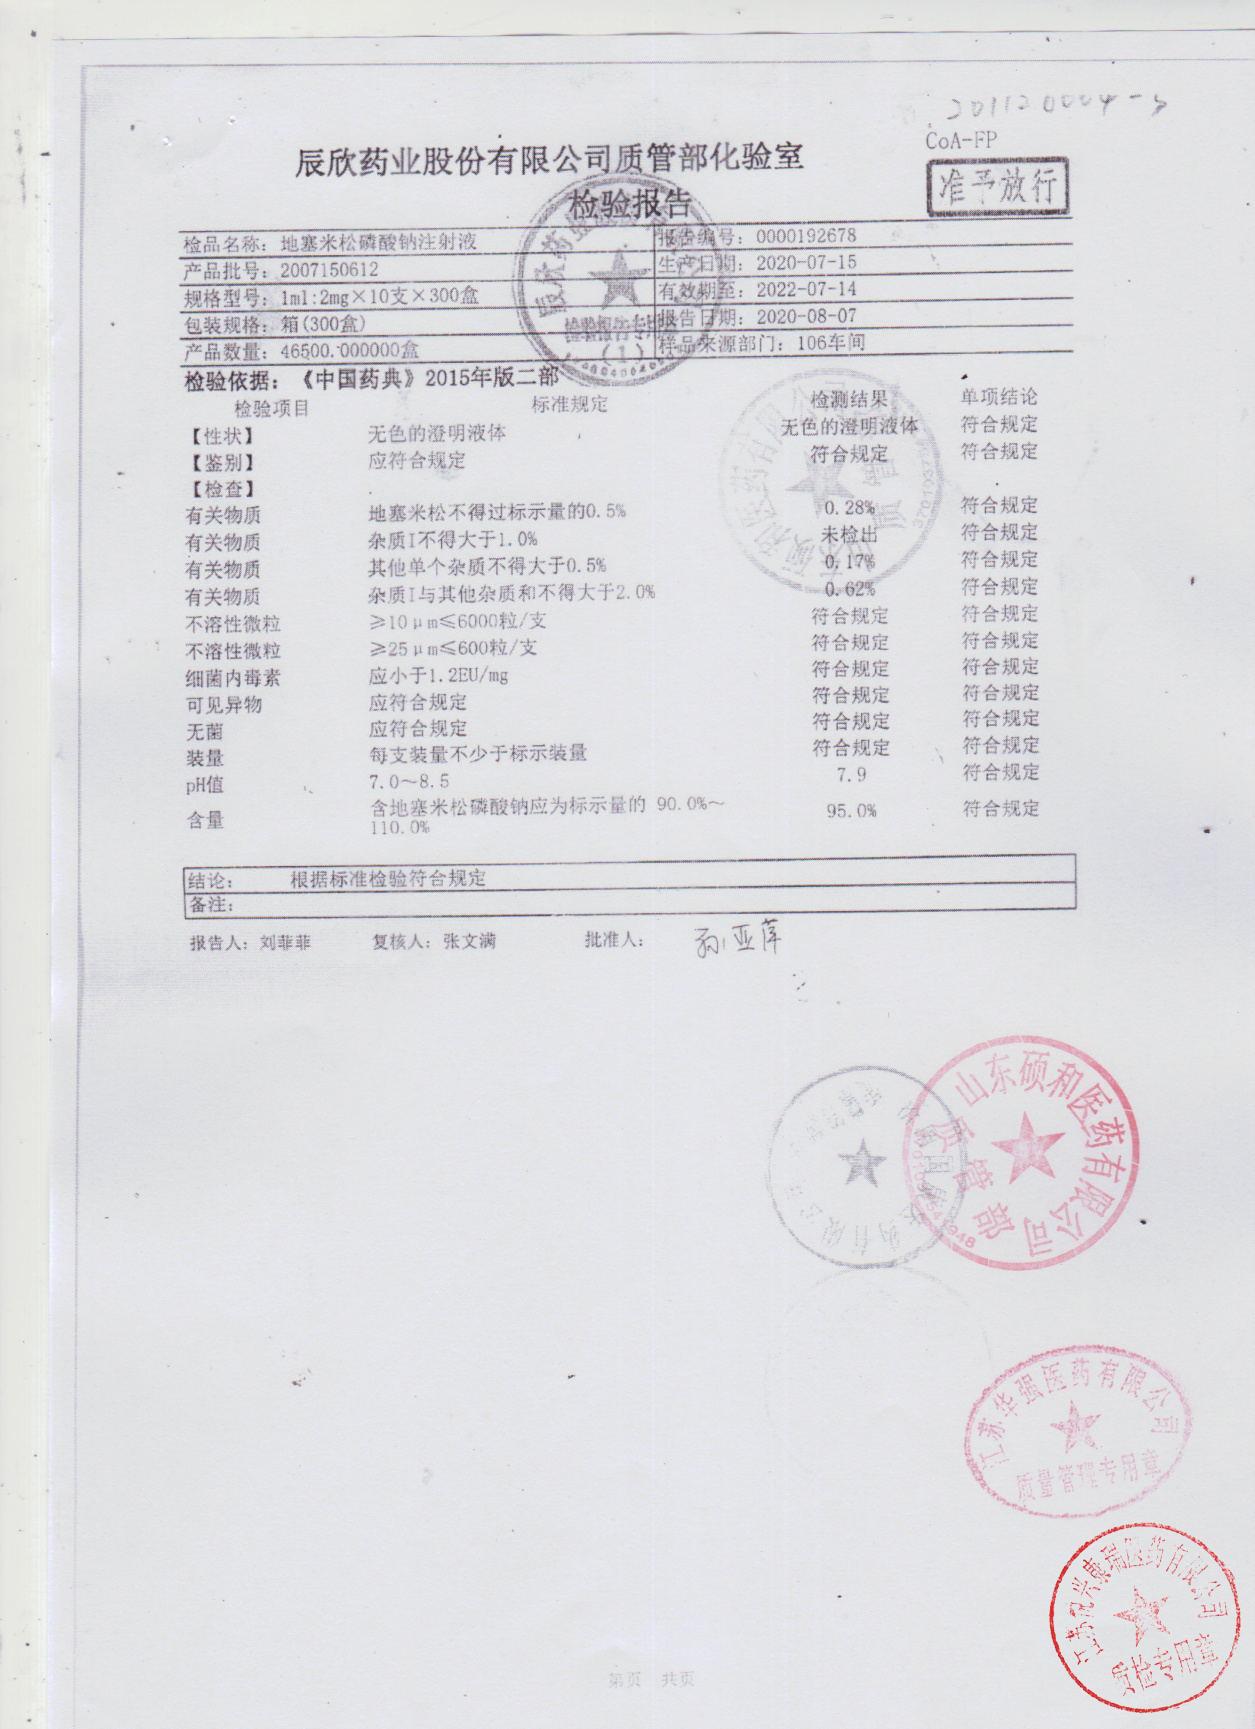 201120004-5
CoA-FP
准予放行
辰欣药业股份有限公司质管部化验室
检验报告
检品名称：地塞米松磷酸钠注射液 报告编号：0000192678
产品批号：2007150612 生产日期：2020-07-15
规格型号：1ml:2mg×10支×300盒 有效期至：2022-07-14
包装规格：箱(300盒) 报告日期：2020-08-07
产品数量：46500.000000盒 样品来源部门：106车间
检验依据：《中国药典》2015年版二部
检验项目 标准规定 检测结果 单项结论
【性状】 无色的澄明液体 无色的澄明液体 符合规定
【鉴别】 应符合规定 符合规定 符合规定
【检查】
有关物质 地塞米松不得过标示量的0.5% 0.28% 符合规定
有关物质 杂质I不得大于1.0% 未检出 符合规定
有关物质 其他单个杂质不得大于0.5% 0.17% 符合规定
有关物质 杂质I与其他杂质和不得大于2.0% 0.62% 符合规定
不溶性微粒 ≥10μm≤6000粒/支 符合规定 符合规定
不溶性微粒 ≥25μm≤600粒/支 符合规定 符合规定
细菌内毒素 应小于1.2EU/mg 符合规定 符合规定
可见异物 应符合规定 符合规定 符合规定
无菌 应符合规定 符合规定 符合规定
装量 每支装量不少于标示装量 符合规定 符合规定
pH值 7.0～8.5 7.9 符合规定
含量 含地塞米松磷酸钠应为标示量的 90.0%～ 95.0% 符合规定
110.0%
结论： 根据标准检验符合规定
备注：
报告人：刘菲菲 复核人：张文满 批准人： 孙亚萍
山东硕和医药有限公司
质管部
江苏华强医药有限公司
质量管理专用章
医药有限公司
质检专用章
第页 共页